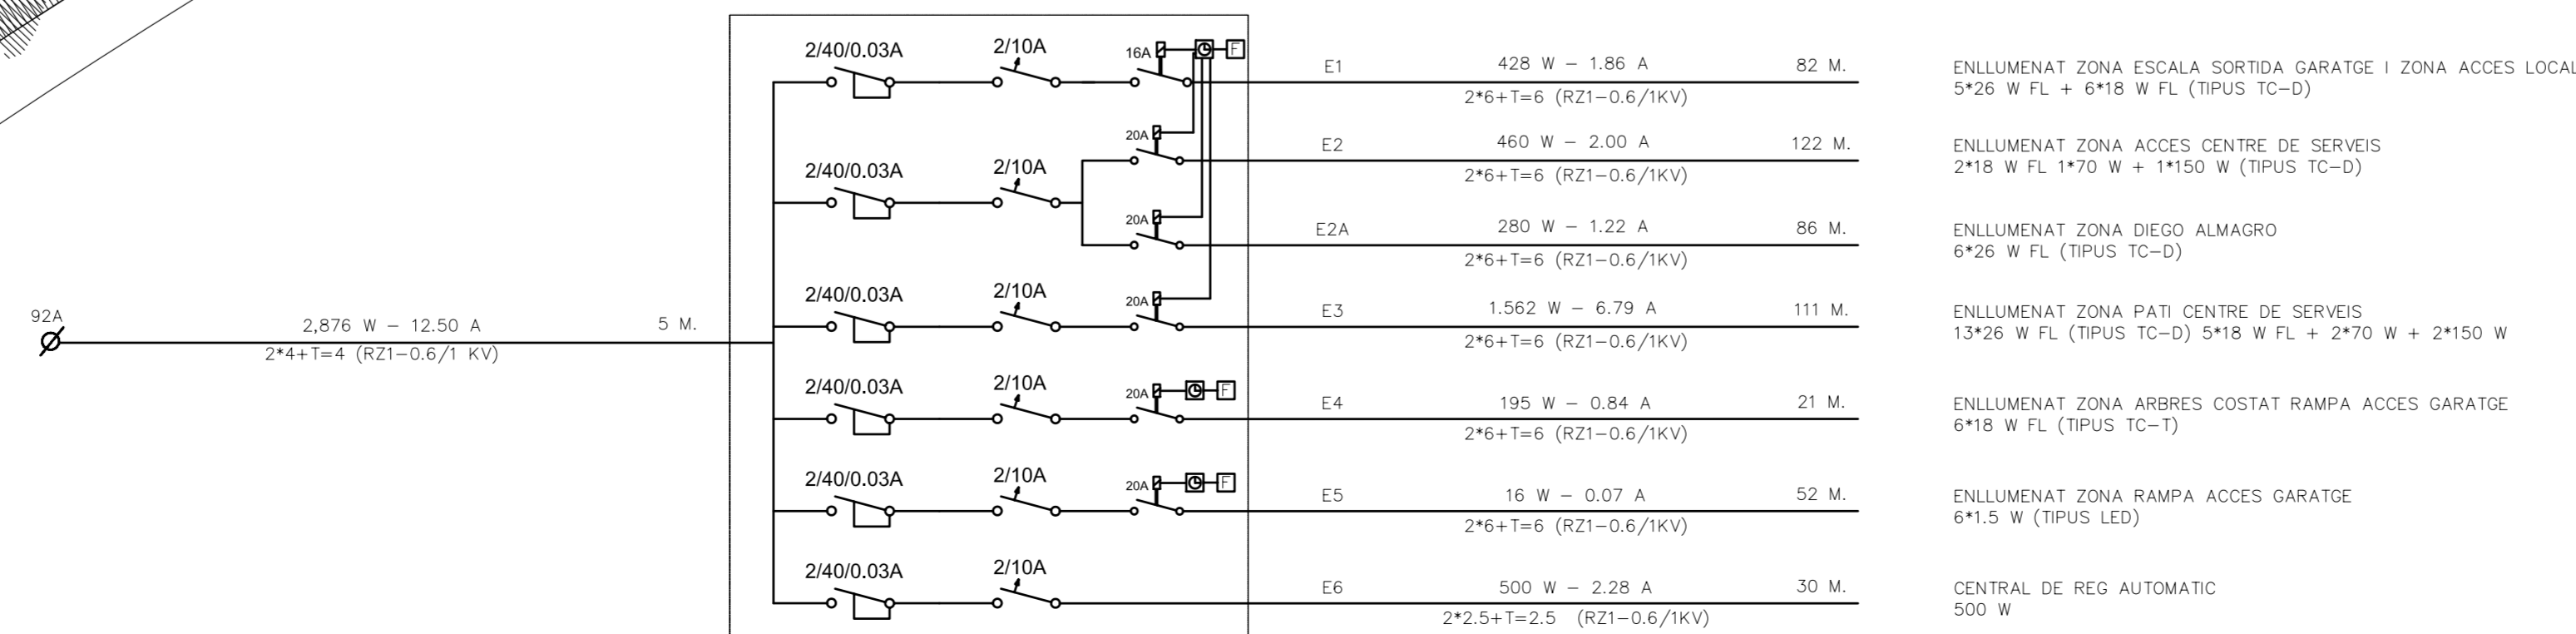 2/40/0.03A 2/10A 16A F E1 428 W – 1.86 A 82 M. ENLLUMENAT ZONA ESCALA SORTIDA GARATGE I ZONA ACCES LOCAL
2*6+T=6 (RZ1–0.6/1KV) 5*26 W FL + 6*18 W FL (TIPUS TC–D)
20A E2 460 W – 2.00 A 122 M. ENLLUMENAT ZONA ACCES CENTRE DE SERVEIS
2/40/0.03A 2/10A 2*6+T=6 (RZ1–0.6/1KV) 2*18 W FL 1*70 W + 1*150 W (TIPUS TC–D)
20A E2A 280 W – 1.22 A 86 M. ENLLUMENAT ZONA DIEGO ALMAGRO
2*6+T=6 (RZ1–0.6/1KV) 6*26 W FL (TIPUS TC–D)
2/40/0.03A 2/10A 20A E3 1.562 W – 6.79 A 111 M. ENLLUMENAT ZONA PATI CENTRE DE SERVEIS
92A 2,876 W – 12.50 A 5 M.
2*6+T=6 (RZ1–0.6/1KV) 13*26 W FL (TIPUS TC–D) 5*18 W FL + 2*70 W + 2*150 W
2*4+T=4 (RZ1–0.6/1 KV)
2/40/0.03A 2/10A 20A F E4 195 W – 0.84 A 21 M. ENLLUMENAT ZONA ARBRES COSTAT RAMPA ACCES GARATGE
2*6+T=6 (RZ1–0.6/1KV) 6*18 W FL (TIPUS TC–T)
2/40/0.03A 2/10A 20A F E5 16 W – 0.07 A 52 M. ENLLUMENAT ZONA RAMPA ACCES GARATGE
2*6+T=6 (RZ1–0.6/1KV) 6*1.5 W (TIPUS LED)
2/40/0.03A 2/10A E6 500 W – 2.28 A 30 M. CENTRAL DE REG AUTOMATIC
2*2.5+T=2.5 (RZ1–0.6/1KV) 500 W